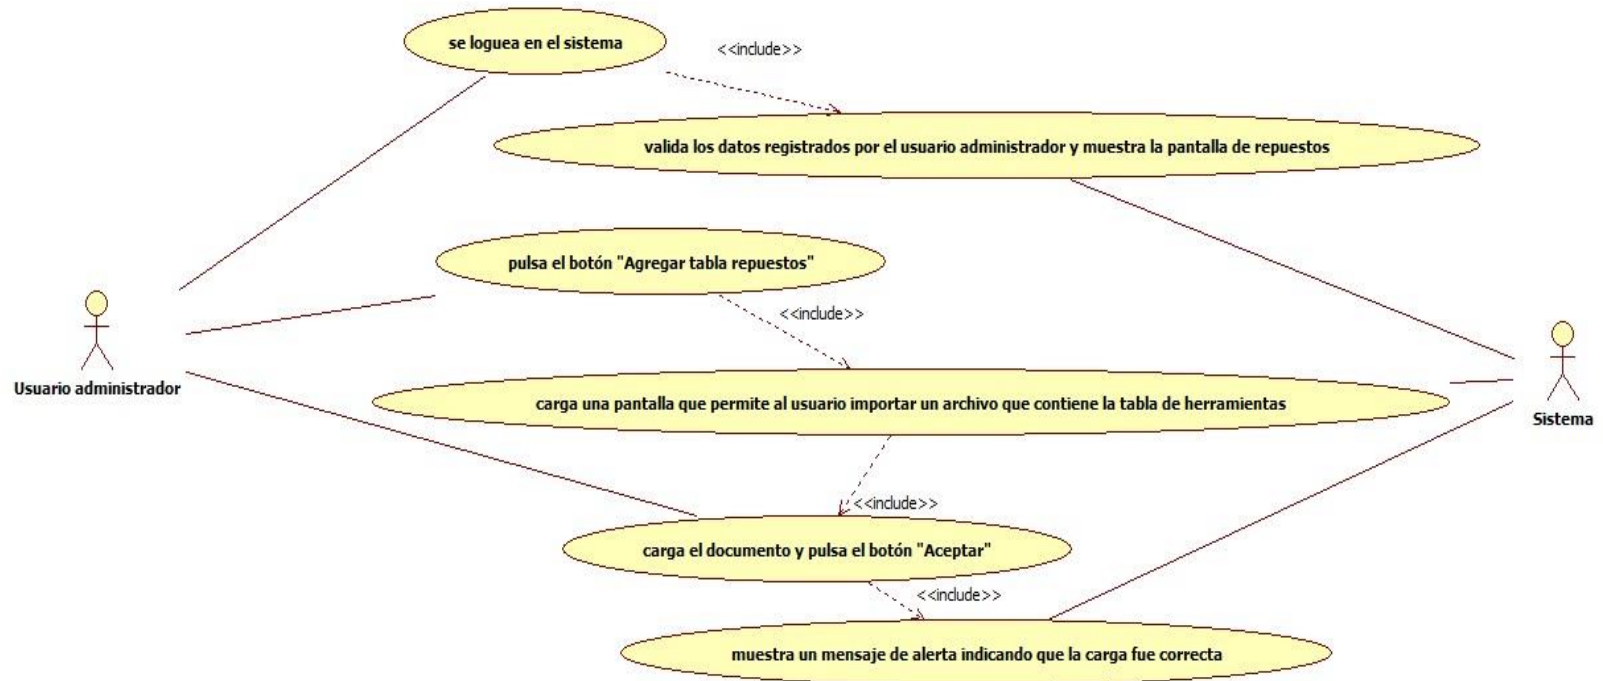 se loguea en el sistema
<<include>>
valida los datos registrados por el usuario administrador y muestra la pantalla de repuestos
pulsa el botón "Agregar tabla repuestos"
<<include>>
Usuario administrador
carga una pantalla que permite al usuario importar un archivo que contiene la tabla de herramientas
Sistema
<<include>>
carga el documento y pulsa el botón "Aceptar"
<<include>>
muestra un mensaje de alerta indicando que la carga fue correcta